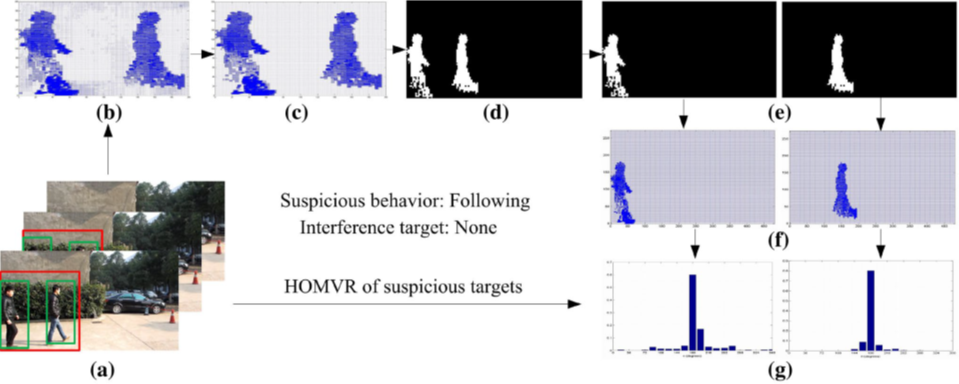 (b)
(c)
(d)
(e)
Suspicious behavior: Following
Interference target: None
(f)
HOMVR of suspicious targets
(a)
(g)